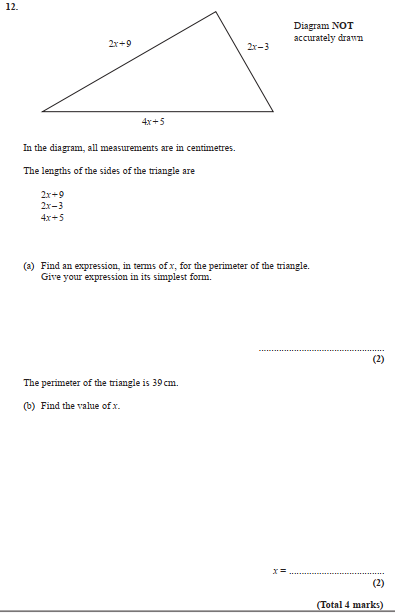 12.
Diagram NOT
accurately drawn
2x+9
2x−3
4x+5
In the diagram, all measurements are in centimetres.
The lengths of the sides of the triangle are
2x+9
2x−3
4x+5
(a) Find an expression, in terms of x, for the perimeter of the triangle.
Give your expression in its simplest form.
..................................................
(2)
The perimeter of the triangle is 39 cm.
(b) Find the value of x.
x = ......................................
(2)
(Total 4 marks)